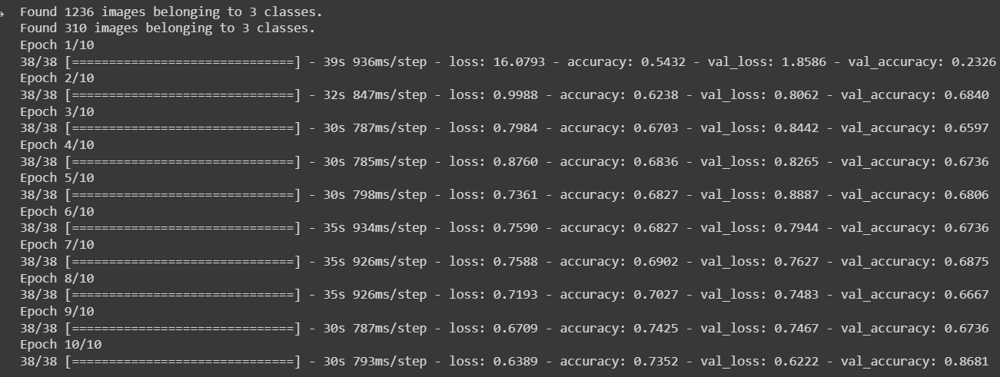 Found 1236 images belonging to 3 classes.
Found 310 images belonging to 3 classes.
Epoch 1/10
38/38 [==============================] - 39s 936ms/step - loss: 16.0793 - accuracy: 0.5432 - val_loss: 1.8586 - val_accuracy: 0.2326
Epoch 2/10
38/38 [==============================] - 32s 847ms/step - loss: 0.9988 - accuracy: 0.6238 - val_loss: 0.8062 - val_accuracy: 0.6840
Epoch 3/10
38/38 [==============================] - 30s 787ms/step - loss: 0.7984 - accuracy: 0.6703 - val_loss: 0.8442 - val_accuracy: 0.6597
Epoch 4/10
38/38 [==============================] - 30s 785ms/step - loss: 0.8760 - accuracy: 0.6836 - val_loss: 0.8265 - val_accuracy: 0.6736
Epoch 5/10
38/38 [==============================] - 30s 798ms/step - loss: 0.7361 - accuracy: 0.6827 - val_loss: 0.8887 - val_accuracy: 0.6806
Epoch 6/10
38/38 [==============================] - 35s 934ms/step - loss: 0.7590 - accuracy: 0.6827 - val_loss: 0.7944 - val_accuracy: 0.6736
Epoch 7/10
38/38 [==============================] - 35s 926ms/step - loss: 0.7588 - accuracy: 0.6902 - val_loss: 0.7627 - val_accuracy: 0.6875
Epoch 8/10
38/38 [==============================] - 35s 926ms/step - loss: 0.7193 - accuracy: 0.7027 - val_loss: 0.7483 - val_accuracy: 0.6667
Epoch 9/10
38/38 [==============================] - 30s 787ms/step - loss: 0.6709 - accuracy: 0.7425 - val_loss: 0.7467 - val_accuracy: 0.6736
Epoch 10/10
38/38 [==============================] - 30s 793ms/step - loss: 0.6389 - accuracy: 0.7352 - val_loss: 0.6222 - val_accuracy: 0.8681